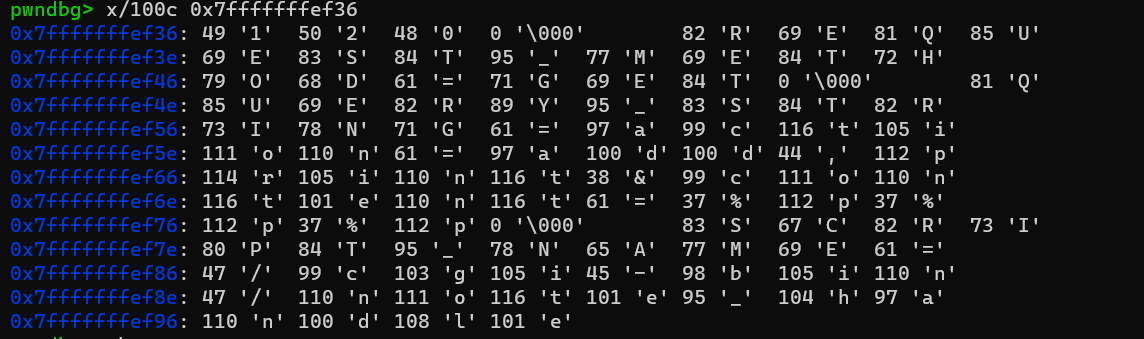 pwndbg> x/100c 0x7fffffffef36
0x7fffffffef36: 49 '1' 50 '2' 48 '0' 0 '\000' 82 'R' 69 'E' 81 'Q' 85 'U'
0x7fffffffef3e: 69 'E' 83 'S' 84 'T' 95 '_' 77 'M' 69 'E' 84 'T' 72 'H'
0x7fffffffef46: 79 'O' 68 'D' 61 '=' 71 'G' 69 'E' 84 'T' 0 '\000' 81 'Q'
0x7fffffffef4e: 85 'U' 69 'E' 82 'R' 89 'Y' 95 '_' 83 'S' 84 'T' 82 'R'
0x7fffffffef56: 73 'I' 78 'N' 71 'G' 61 '=' 97 'a' 99 'c' 116 't' 105 'i'
0x7fffffffef5e: 111 'o' 110 'n' 61 '=' 97 'a' 100 'd' 100 'd' 44 ',' 112 'p'
0x7fffffffef66: 114 'r' 105 'i' 110 'n' 116 't' 38 '&' 99 'c' 111 'o' 110 'n'
0x7fffffffef6e: 116 't' 101 'e' 110 'n' 116 't' 61 '=' 37 '%' 112 'p' 37 '%'
0x7fffffffef76: 112 'p' 37 '%' 112 'p' 0 '\000' 83 'S' 67 'C' 82 'R' 73 'I'
0x7fffffffef7e: 80 'P' 84 'T' 95 '_' 78 'N' 65 'A' 77 'M' 69 'E' 61 '='
0x7fffffffef86: 47 '/' 99 'c' 103 'g' 105 'i' 45 '-' 98 'b' 105 'i' 110 'n'
0x7fffffffef8e: 47 '/' 110 'n' 111 'o' 116 't' 101 'e' 95 '_' 104 'h' 97 'a'
0x7fffffffef96: 110 'n' 100 'd' 108 'l' 101 'e'